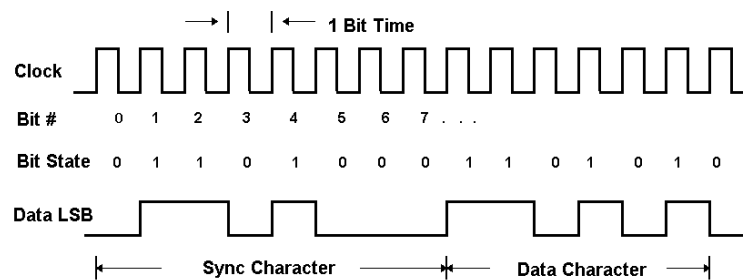 1 Bit Time
Clock
Bit # 0 1 2 3 4 5 6 7 . . .
Bit State 0 1 1 0 1 0 0 0 1 1 0 1 0 1 0
Data LSB
Sync Character Data Character